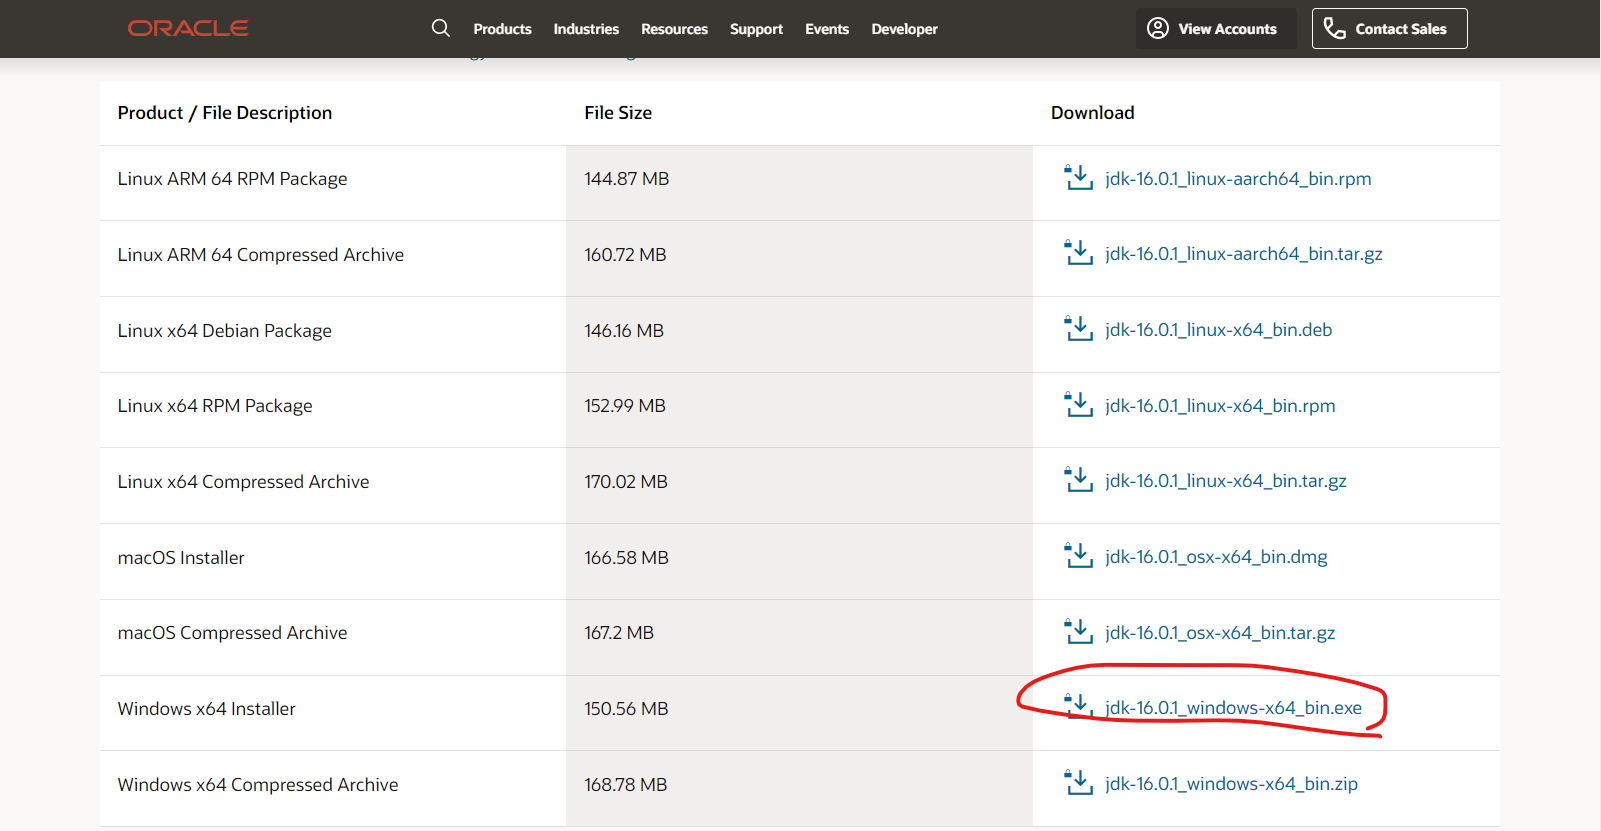 ORACLE
Products Industries Resources Support Events Developer View Accounts Contact Sales
Product / File Description File Size Download
Linux ARM 64 RPM Package 144.87 MB jdk-16.0.1_linux-aarch64_bin.rpm
Linux ARM 64 Compressed Archive 160.72 MB jdk-16.0.1_linux-aarch64_bin.tar.gz
Linux x64 Debian Package 146.16 MB jdk-16.0.1_linux-x64_bin.deb
Linux x64 RPM Package 152.99 MB jdk-16.0.1_linux-x64_bin.rpm
Linux x64 Compressed Archive 170.02 MB jdk-16.0.1_linux-x64_bin.tar.gz
macOS Installer 166.58 MB jdk-16.0.1_osx-x64_bin.dmg
macOS Compressed Archive 167.2 MB jdk-16.0.1_osx-x64_bin.tar.gz
Windows x64 Installer 150.56 MB jdk-16.0.1_windows-x64_bin.exe
Windows x64 Compressed Archive 168.78 MB jdk-16.0.1_windows-x64_bin.zip